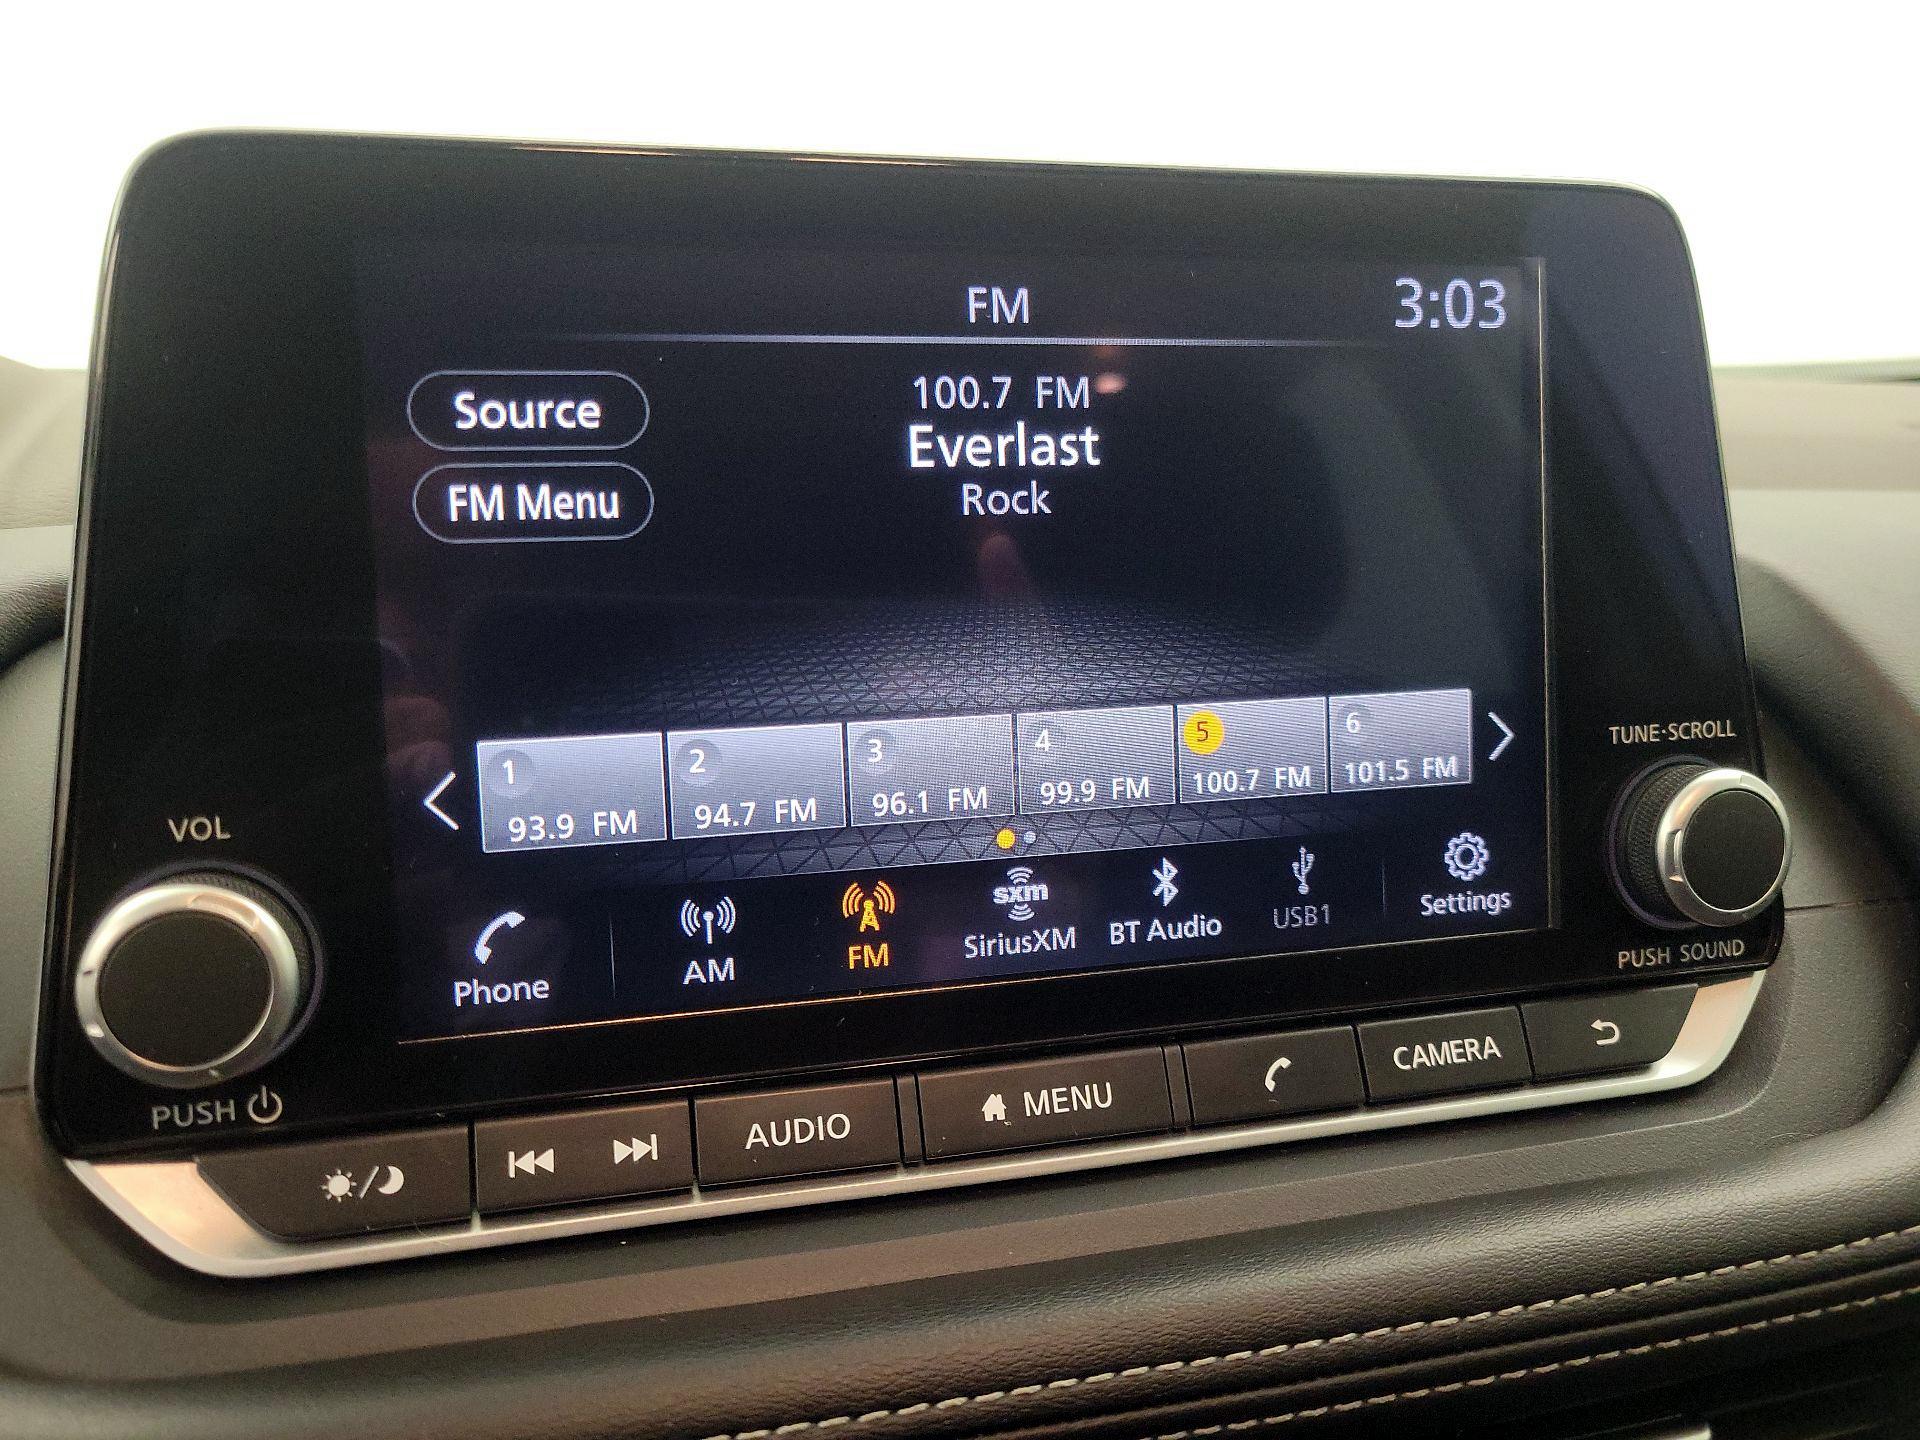 FM
3:03
Source
100.7 FM
Everlast
FM Menu
Rock
1
93.9 FM
2
94.7 FM
3
96.1 FM
4
99.9 FM
5
100.7 FM
6
101.5 FM
Phone
AM
FM
sxm
SiriusXM
BT Audio
USB1
Settings
VOL
PUSH
TUNE·SCROLL
PUSH SOUND
AUDIO
MENU
CAMERA